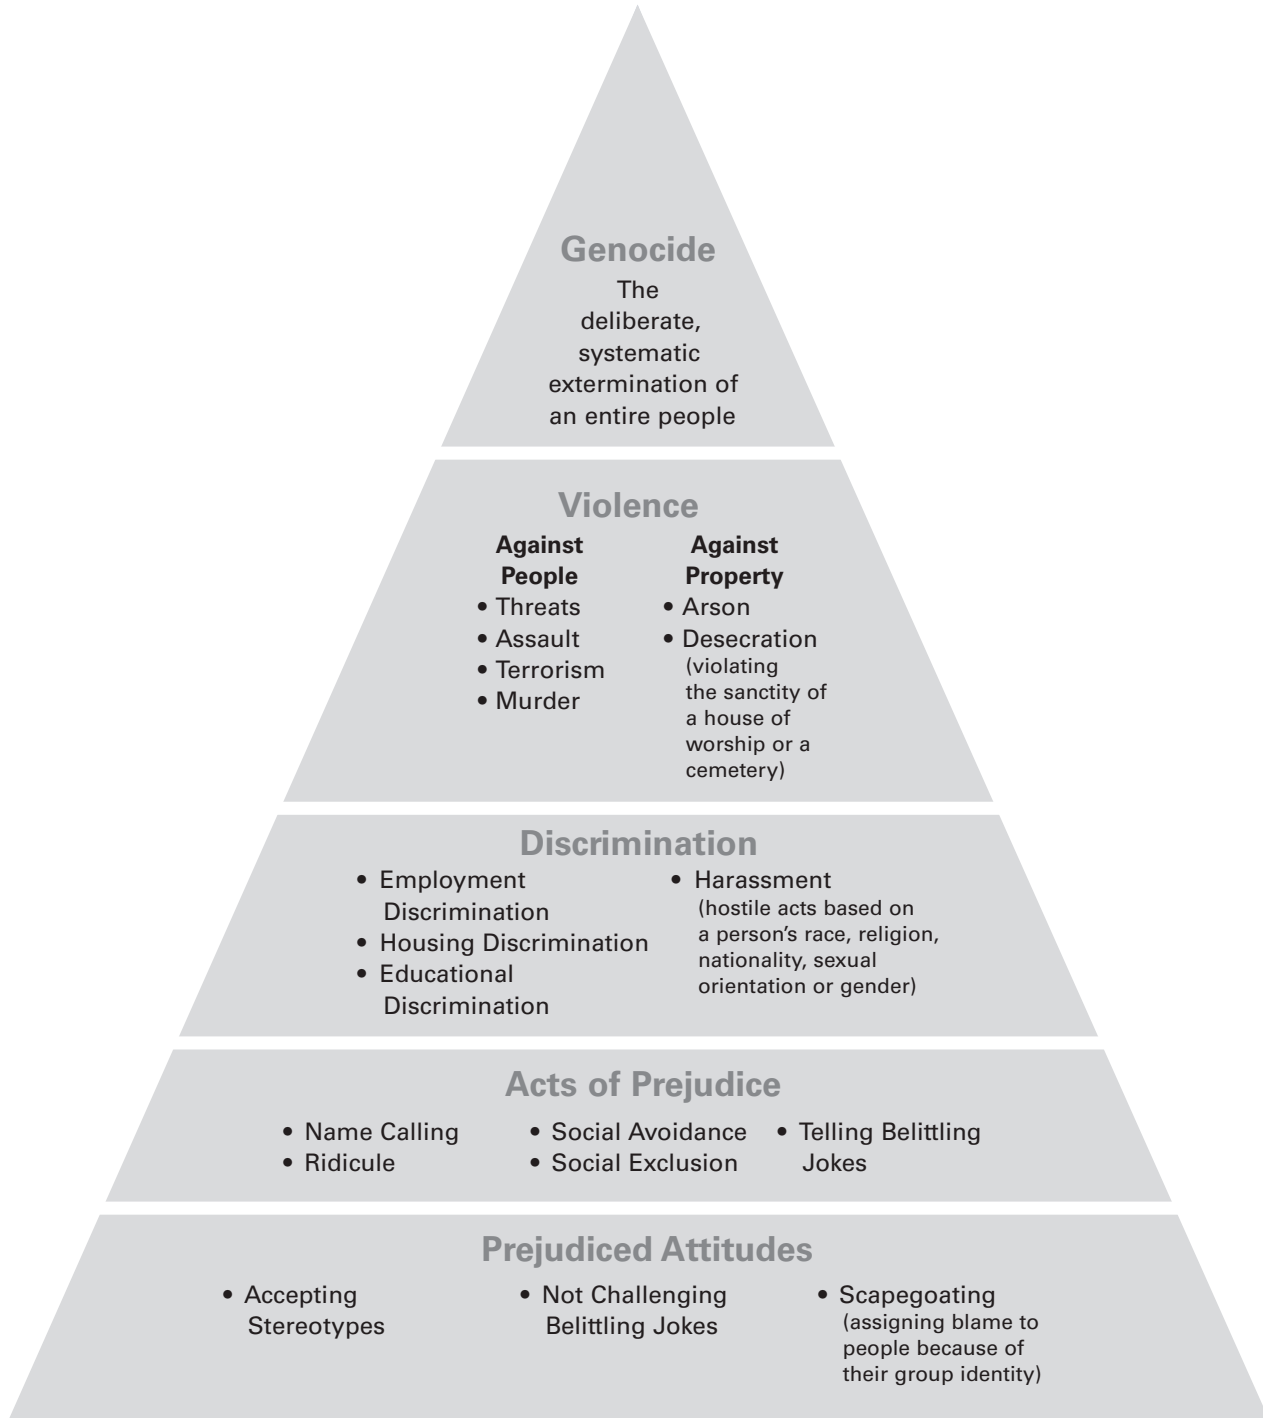 Genocide
The
deliberate,
systematic
extermination of
an entire people
Violence
Against
People
• Threats
• Assault
• Terrorism
• Murder
Against
Property
• Arson
• Desecration
(violating
the sanctity of
a house of
worship or a
cemetery)
Discrimination
• Employment
Discrimination
• Housing Discrimination
• Educational
Discrimination
• Harassment
(hostile acts based on
a person’s race, religion,
nationality, sexual
orientation or gender)
Acts of Prejudice
• Name Calling
• Ridicule
• Social Avoidance
• Social Exclusion
• Telling Belittling
Jokes
Prejudiced Attitudes
• Accepting
Stereotypes
• Not Challenging
Belittling Jokes
• Scapegoating
(assigning blame to
people because of
their group identity)